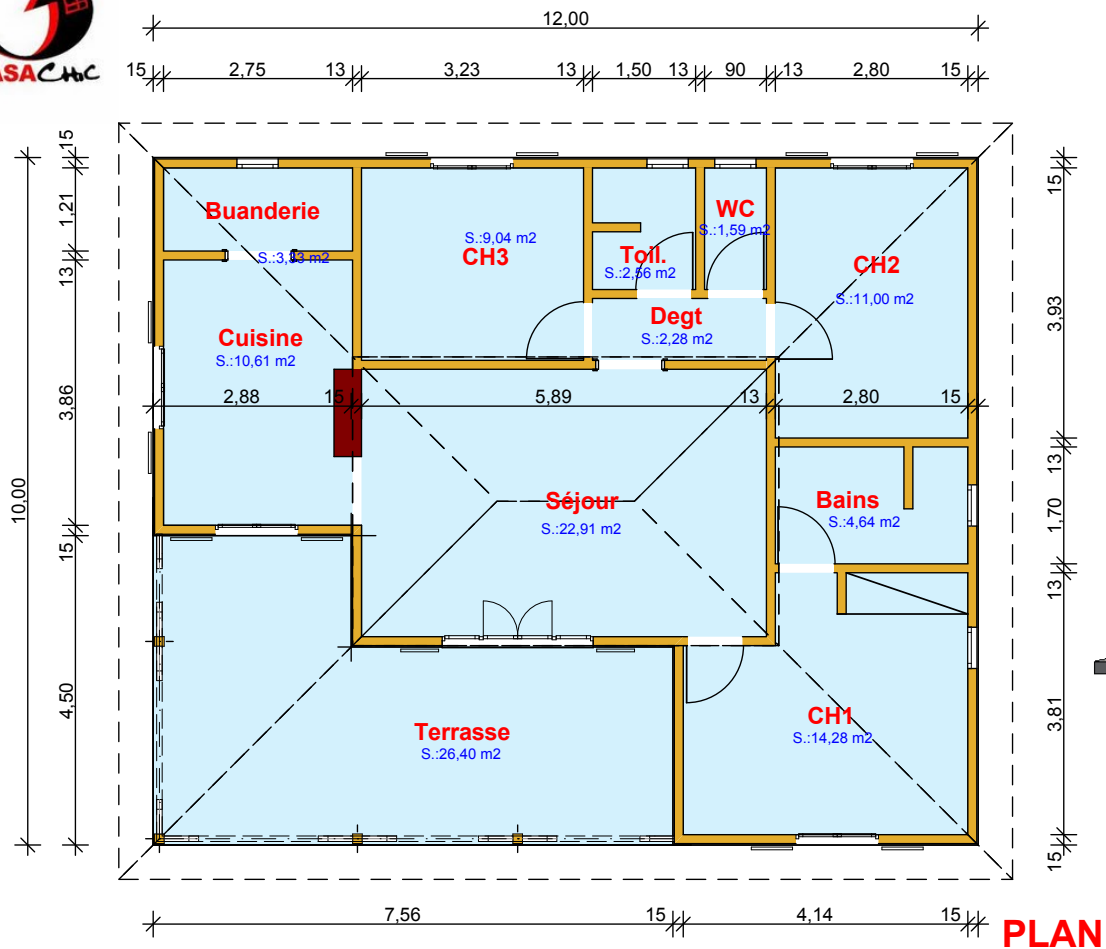 ASACHiC
12,00
15 2,75 13 3,23 13 1,50 13 90 13 2,80 15
15
1,21
13
3,86
15
4,50
10,00
15
3,93
13
1,70
13
3,81
15
Buanderie
S.:3,33 m2
S.:9,04 m2
CH3
WC
S.:1,59 m2
Toil.
S.:2,56 m2
CH2
S.:11,00 m2
Degt
S.:2,28 m2
Cuisine
S.:10,61 m2
2,88 15 5,89 13 2,80 15
Séjour
S.:22,91 m2
Bains
S.:4,64 m2
CH1
S.:14,28 m2
Terrasse
S.:26,40 m2
7,56 15 4,14 15
PLAN